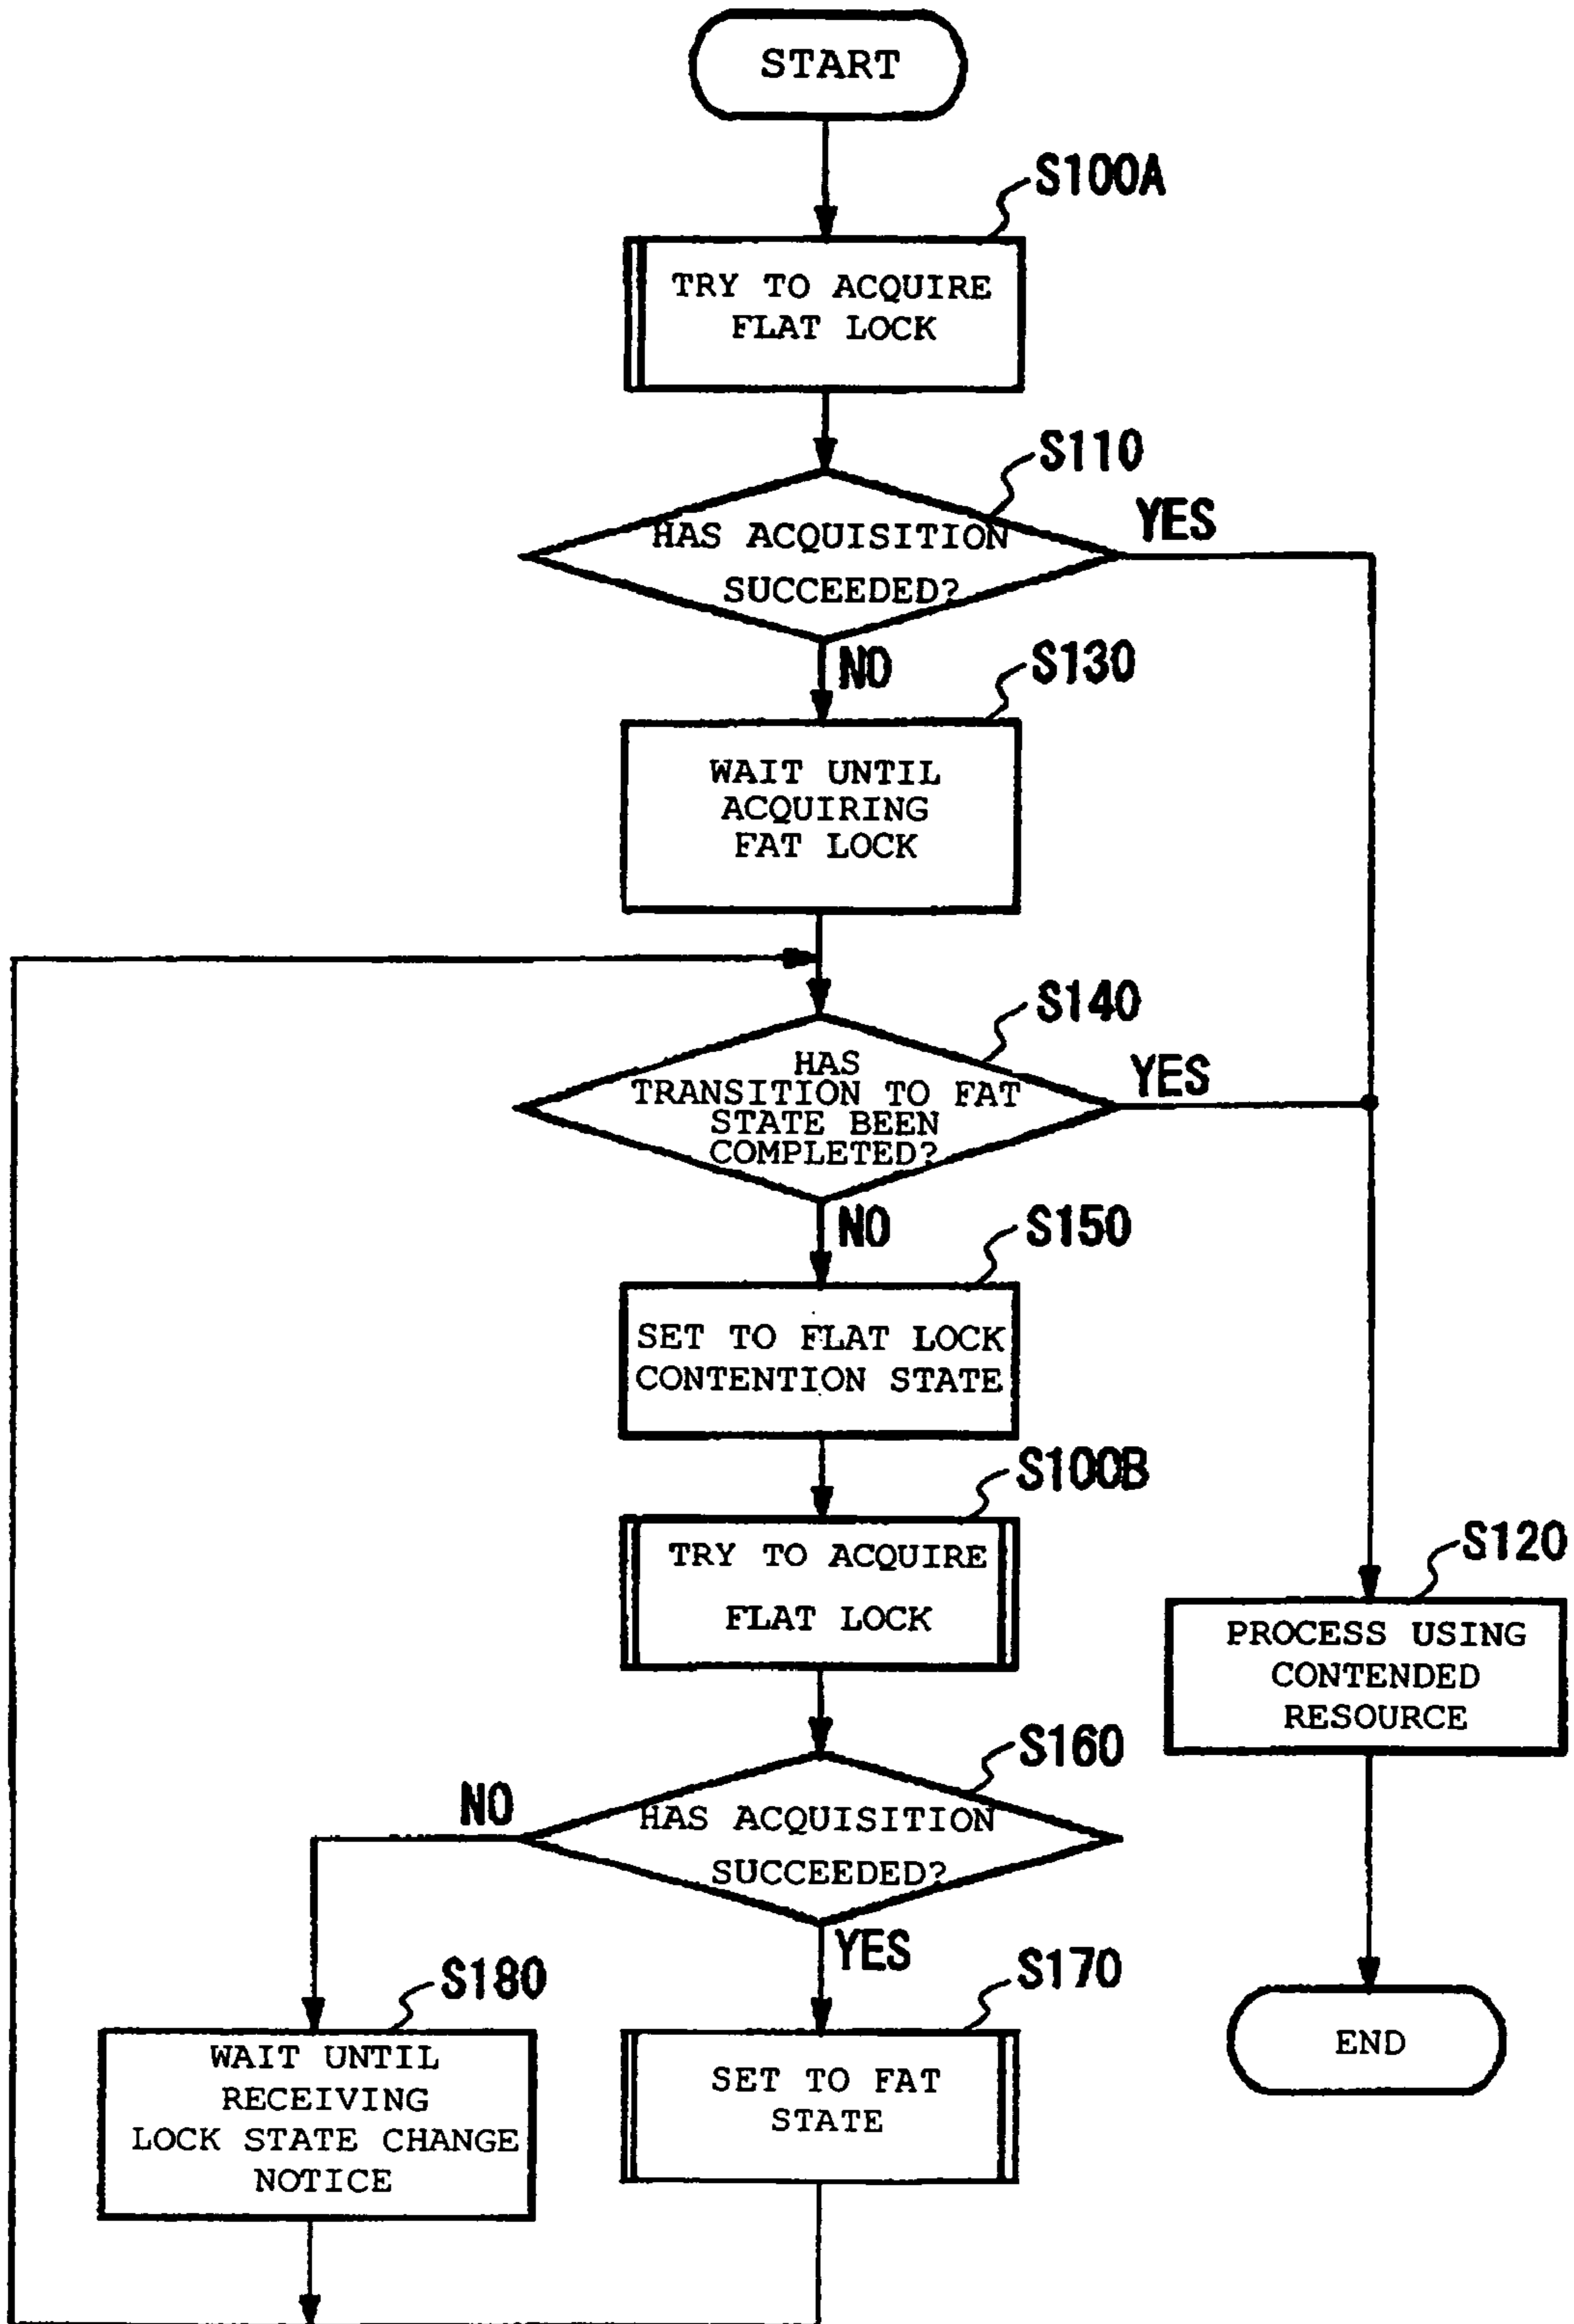 START
S100A
TRY TO ACQUIRE
FLAT LOCK
S110
HAS ACQUISITION
SUCCEEDED?
YES
NO
S130
WAIT UNTIL
ACQUIRING
FAT LOCK
S140
HAS
TRANSITION TO FAT
STATE BEEN
COMPLETED?
YES
NO
S150
SET TO FLAT LOCK
CONTENTION STATE
S100B
TRY TO ACQUIRE
FLAT LOCK
S120
PROCESS USING
CONTENDED
RESOURCE
S160
HAS ACQUISITION
SUCCEEDED?
NO
YES
S180
WAIT UNTIL
RECEIVING
LOCK STATE CHANGE
NOTICE
S170
SET TO FAT
STATE
END